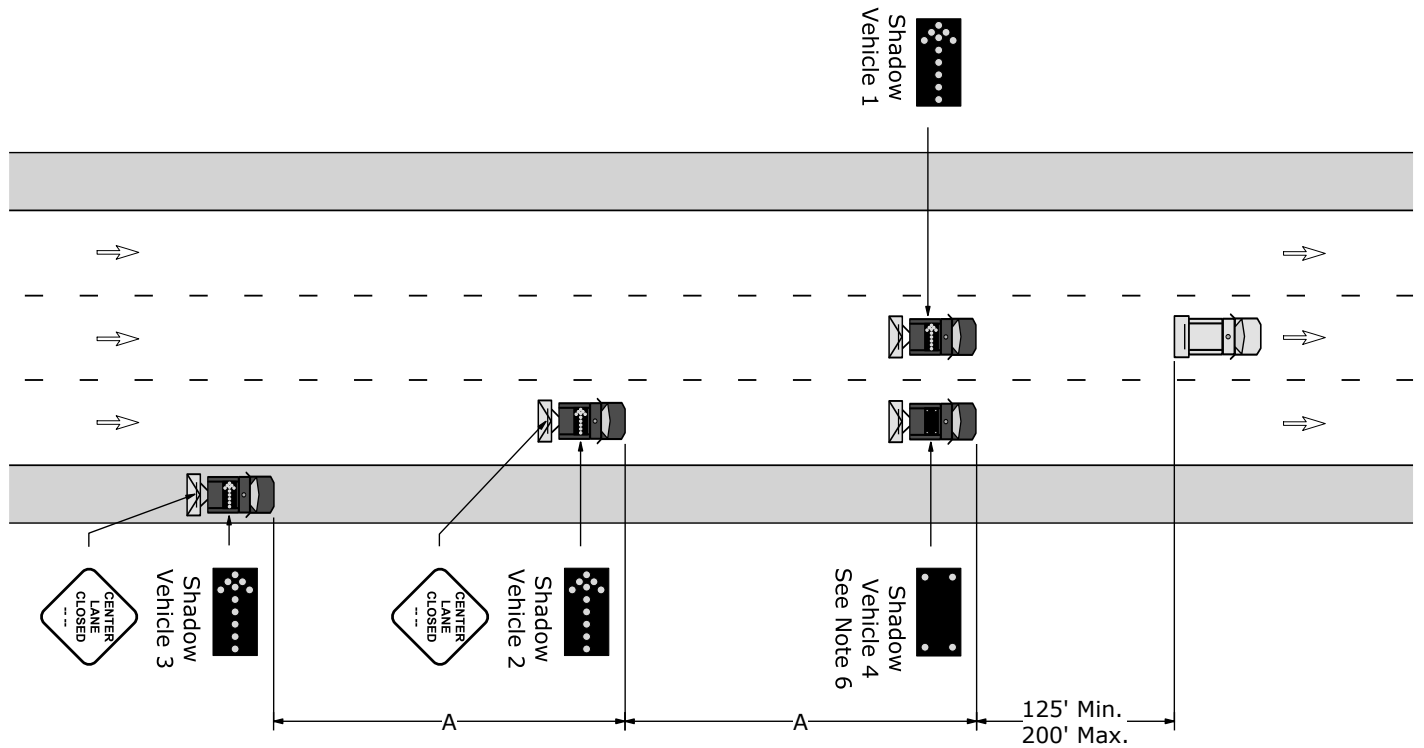 Shadow
Vehicle 1
CENTER
LANE
CLOSED
----
Shadow
Vehicle 3
CENTER
LANE
CLOSED
----
Shadow
Vehicle 2
Shadow
Vehicle 4
See Note 6
A
A
125' Min.
200' Max.